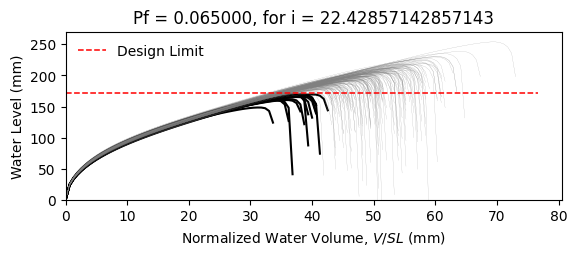 Pf = 0.065000, for i = 22.42857142857143
Design Limit
Water Level (mm)
250
200
150
100
50
0
0 10 20 30 40 50 60 70 80
Normalized Water Volume, V/SL (mm)